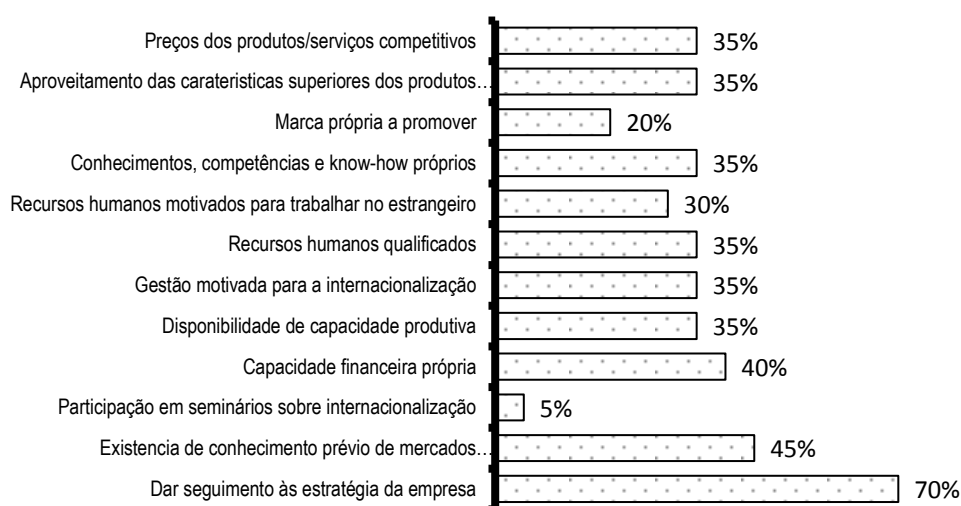 Preços dos produtos/serviços competitivos 35%
Aproveitamento das carateristicas superiores dos produtos… 35%
Marca própria a promover 20%
Conhecimentos, competências e know-how próprios 35%
Recursos humanos motivados para trabalhar no estrangeiro 30%
Recursos humanos qualificados 35%
Gestão motivada para a internacionalização 35%
Disponibilidade de capacidade produtiva 35%
Capacidade financeira própria 40%
Participação em seminários sobre internacionalização 5%
Existencia de conhecimento prévio de mercados… 45%
Dar seguimento às estratégia da empresa 70%